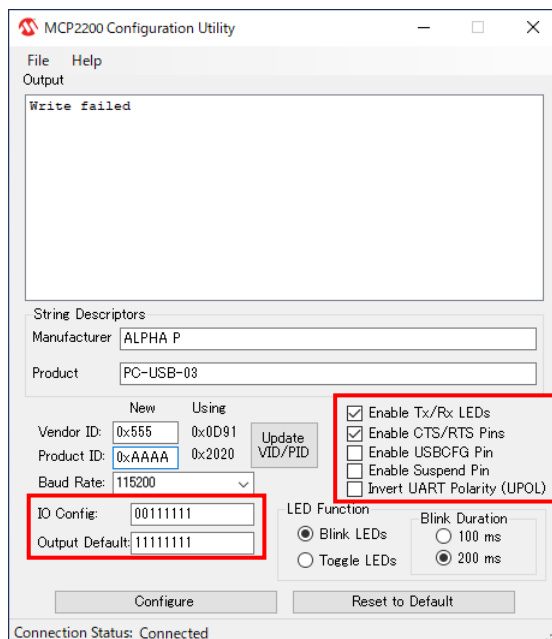 MCP2200 Configuration Utility
File Help
Output
Write failed
String Descriptors
Manufacturer ALPHA P
Product PC-USB-03
New Using
Vendor ID: 0x555 0x0D91
Product ID: 0xAAAA 0x2020
Update VID/PID
Baud Rate: 115200
IO Config: 00111111
Output Default: 11111111
Enable Tx/Rx LEDs
Enable CTS/RTS Pins
Enable USBCFG Pin
Enable Suspend Pin
Invert UART Polarity (UPOL)
LED Function
Blink LEDs
Toggle LEDs
Blink Duration
100 ms
200 ms
Configure Reset to Default
Connection Status: Connected